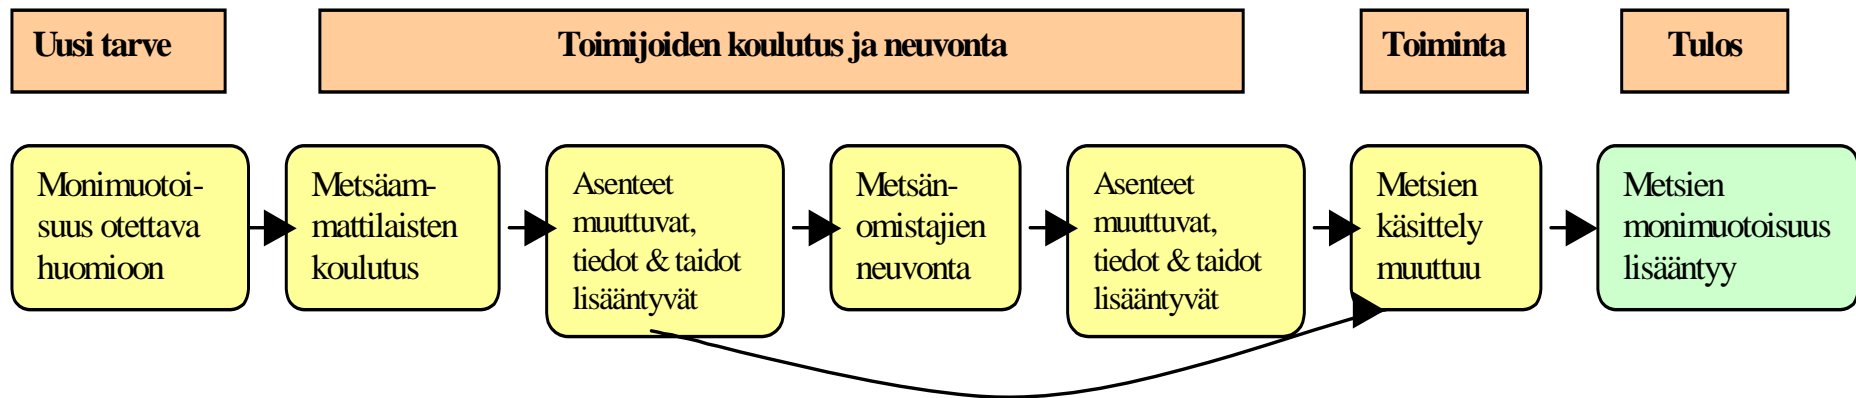 Uusi tarve
Toimijoiden koulutus ja neuvonta
Toiminta
Tulos
Monimuotoi-
suus otettava
huomioon
Metsäam-
mattilaisten
koulutus
Asenteet
muuttuvat,
tiedot & taidot
lisääntyvät
Metsän-
omistajien
neuvonta
Asenteet
muuttuvat,
tiedot & taidot
lisääntyvät
Metsien
käsittely
muuttuu
Metsien
monimuotoisuus
lisääntyy